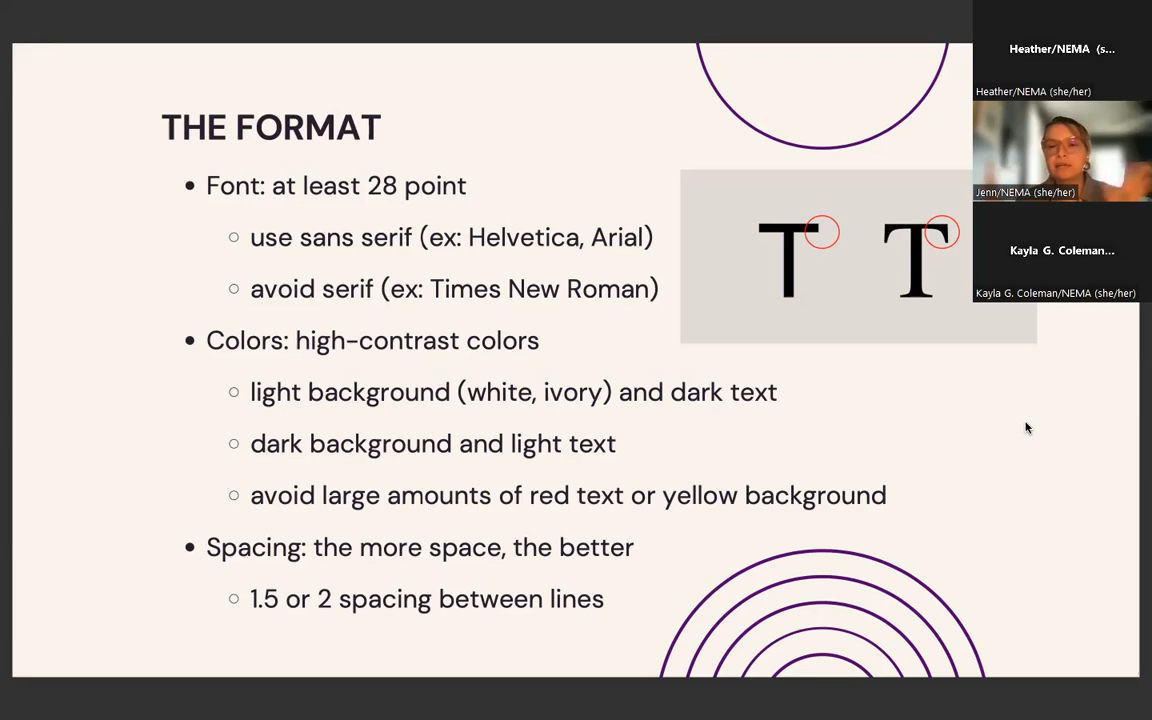 THE FORMAT
• Font: at least 28 point
○ use sans serif (ex: Helvetica, Arial)
○ avoid serif (ex: Times New Roman)
• Colors: high-contrast colors
○ light background (white, ivory) and dark text
○ dark background and light text
○ avoid large amounts of red text or yellow background
• Spacing: the more space, the better
○ 1.5 or 2 spacing between lines
T T
Heather/NEMA (s...
Heather/NEMA (she/her)
Jenn/NEMA (she/her)
Kayla G. Coleman...
Kayla G. Coleman/NEMA (she/her)